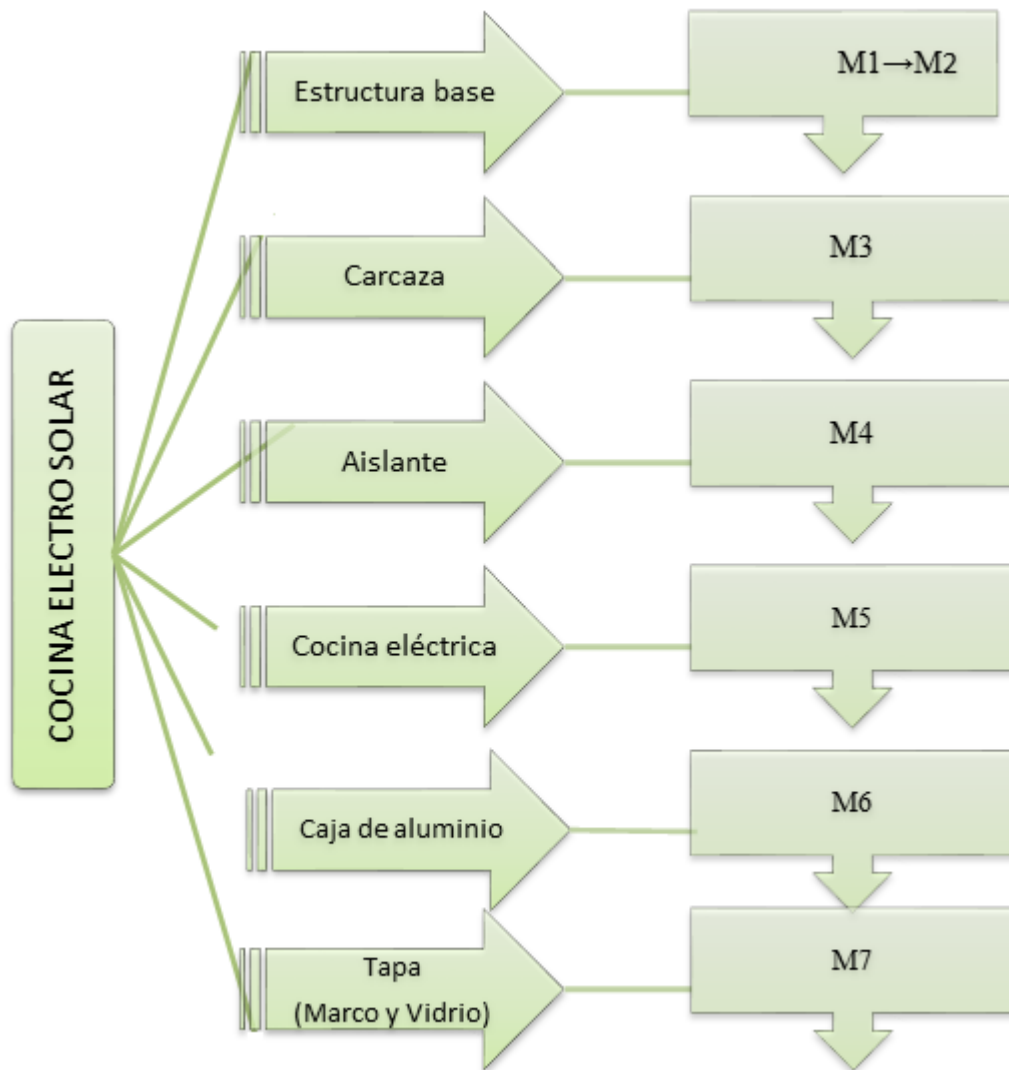 COCINA ELECTRO SOLAR
Estructura base
M1→M2
Carcaza
M3
Aislante
M4
Cocina eléctrica
M5
Caja de aluminio
M6
Tapa
(Marco y Vidrio)
M7